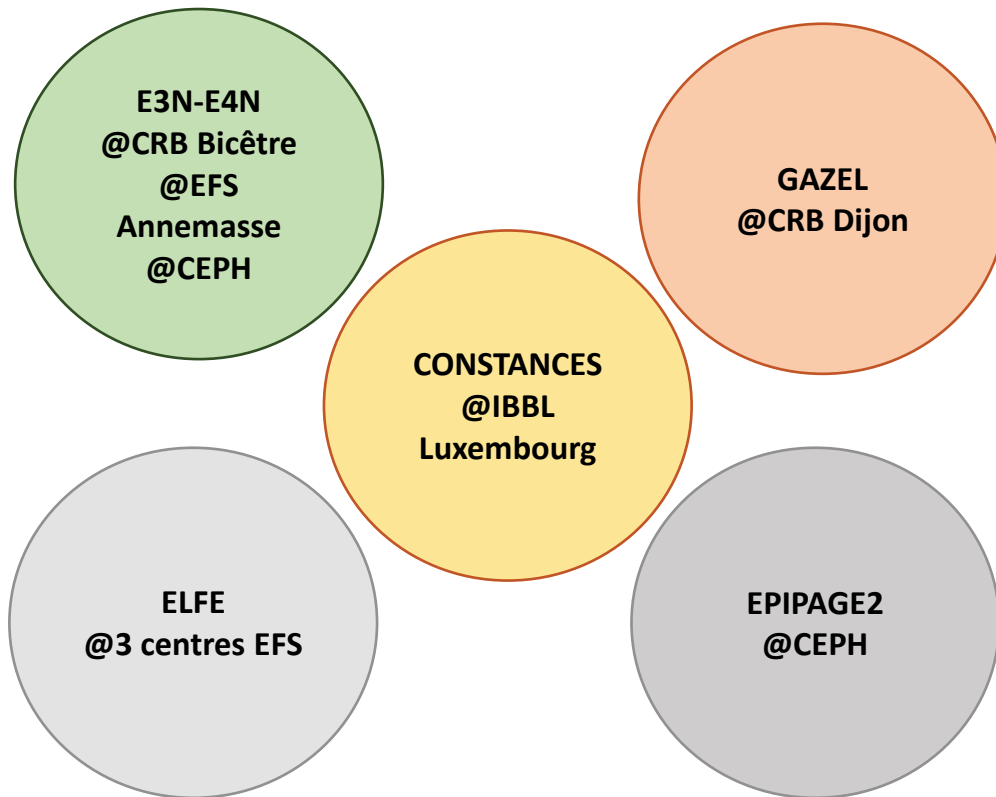 E3N-E4N
@CRB Bicêtre
@EFS
Annemasse
@CEPH
GAZEL
@CRB Dijon
CONSTANCES
@IBBL
Luxembourg
ELFE
@3 centres EFS
EPIPAGE2
@CEPH